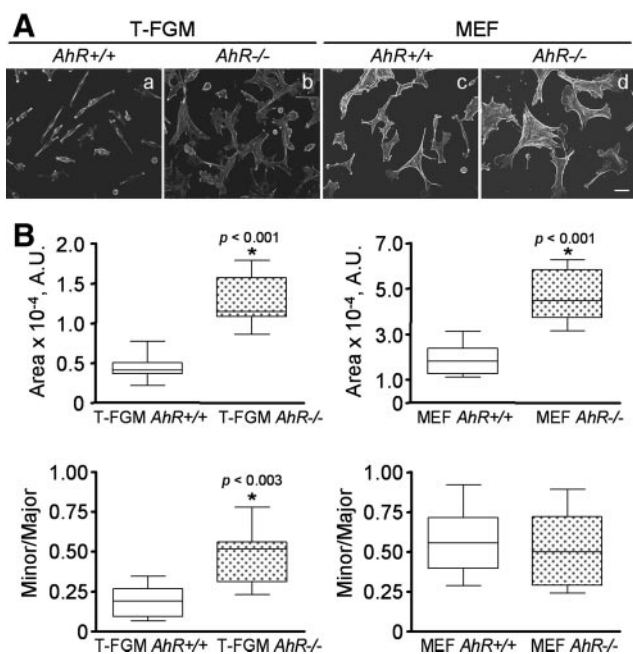 A
T-FGM MEF
AhR+/+ AhR-/- AhR+/+ AhR-/-
a b c d
B
Area x 10-4, A.U.
2.0
1.5
1.0
0.5
0.0
p < 0.001
*
T-FGM AhR+/+ T-FGM AhR-/-
Area x 10-4, A.U.
7.0
5.0
3.0
1.0
p < 0.001
*
MEF AhR+/+ MEF AhR-/-
Minor/Major
1.00
0.75
0.50
0.25
0.00
p < 0.003
*
T-FGM AhR+/+ T-FGM AhR-/-
Minor/Major
1.00
0.75
0.50
0.25
0.00
MEF AhR+/+ MEF AhR-/-